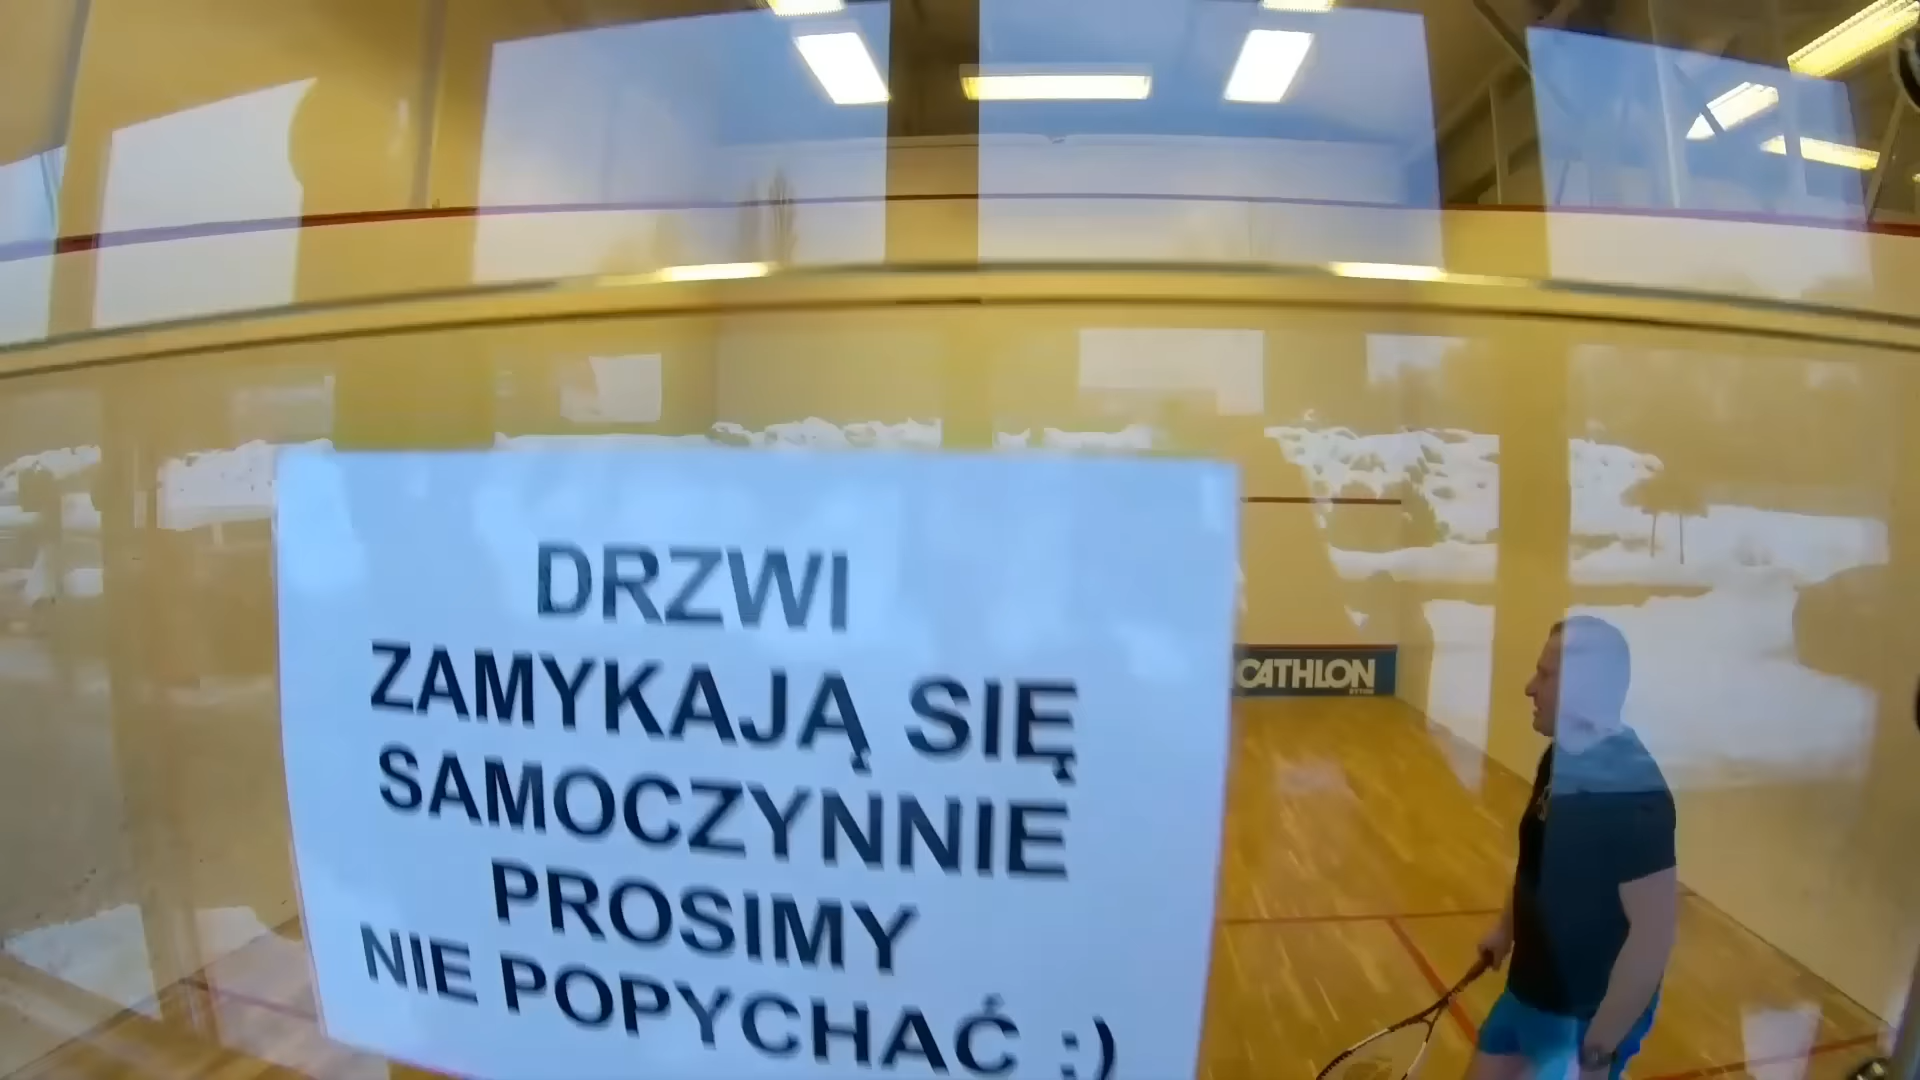 DRZWI
ZAMYKAJĄ SIĘ
SAMOCZYNNIE
PROSIMY
NIE POPYCHAĆ :)
CATHLON